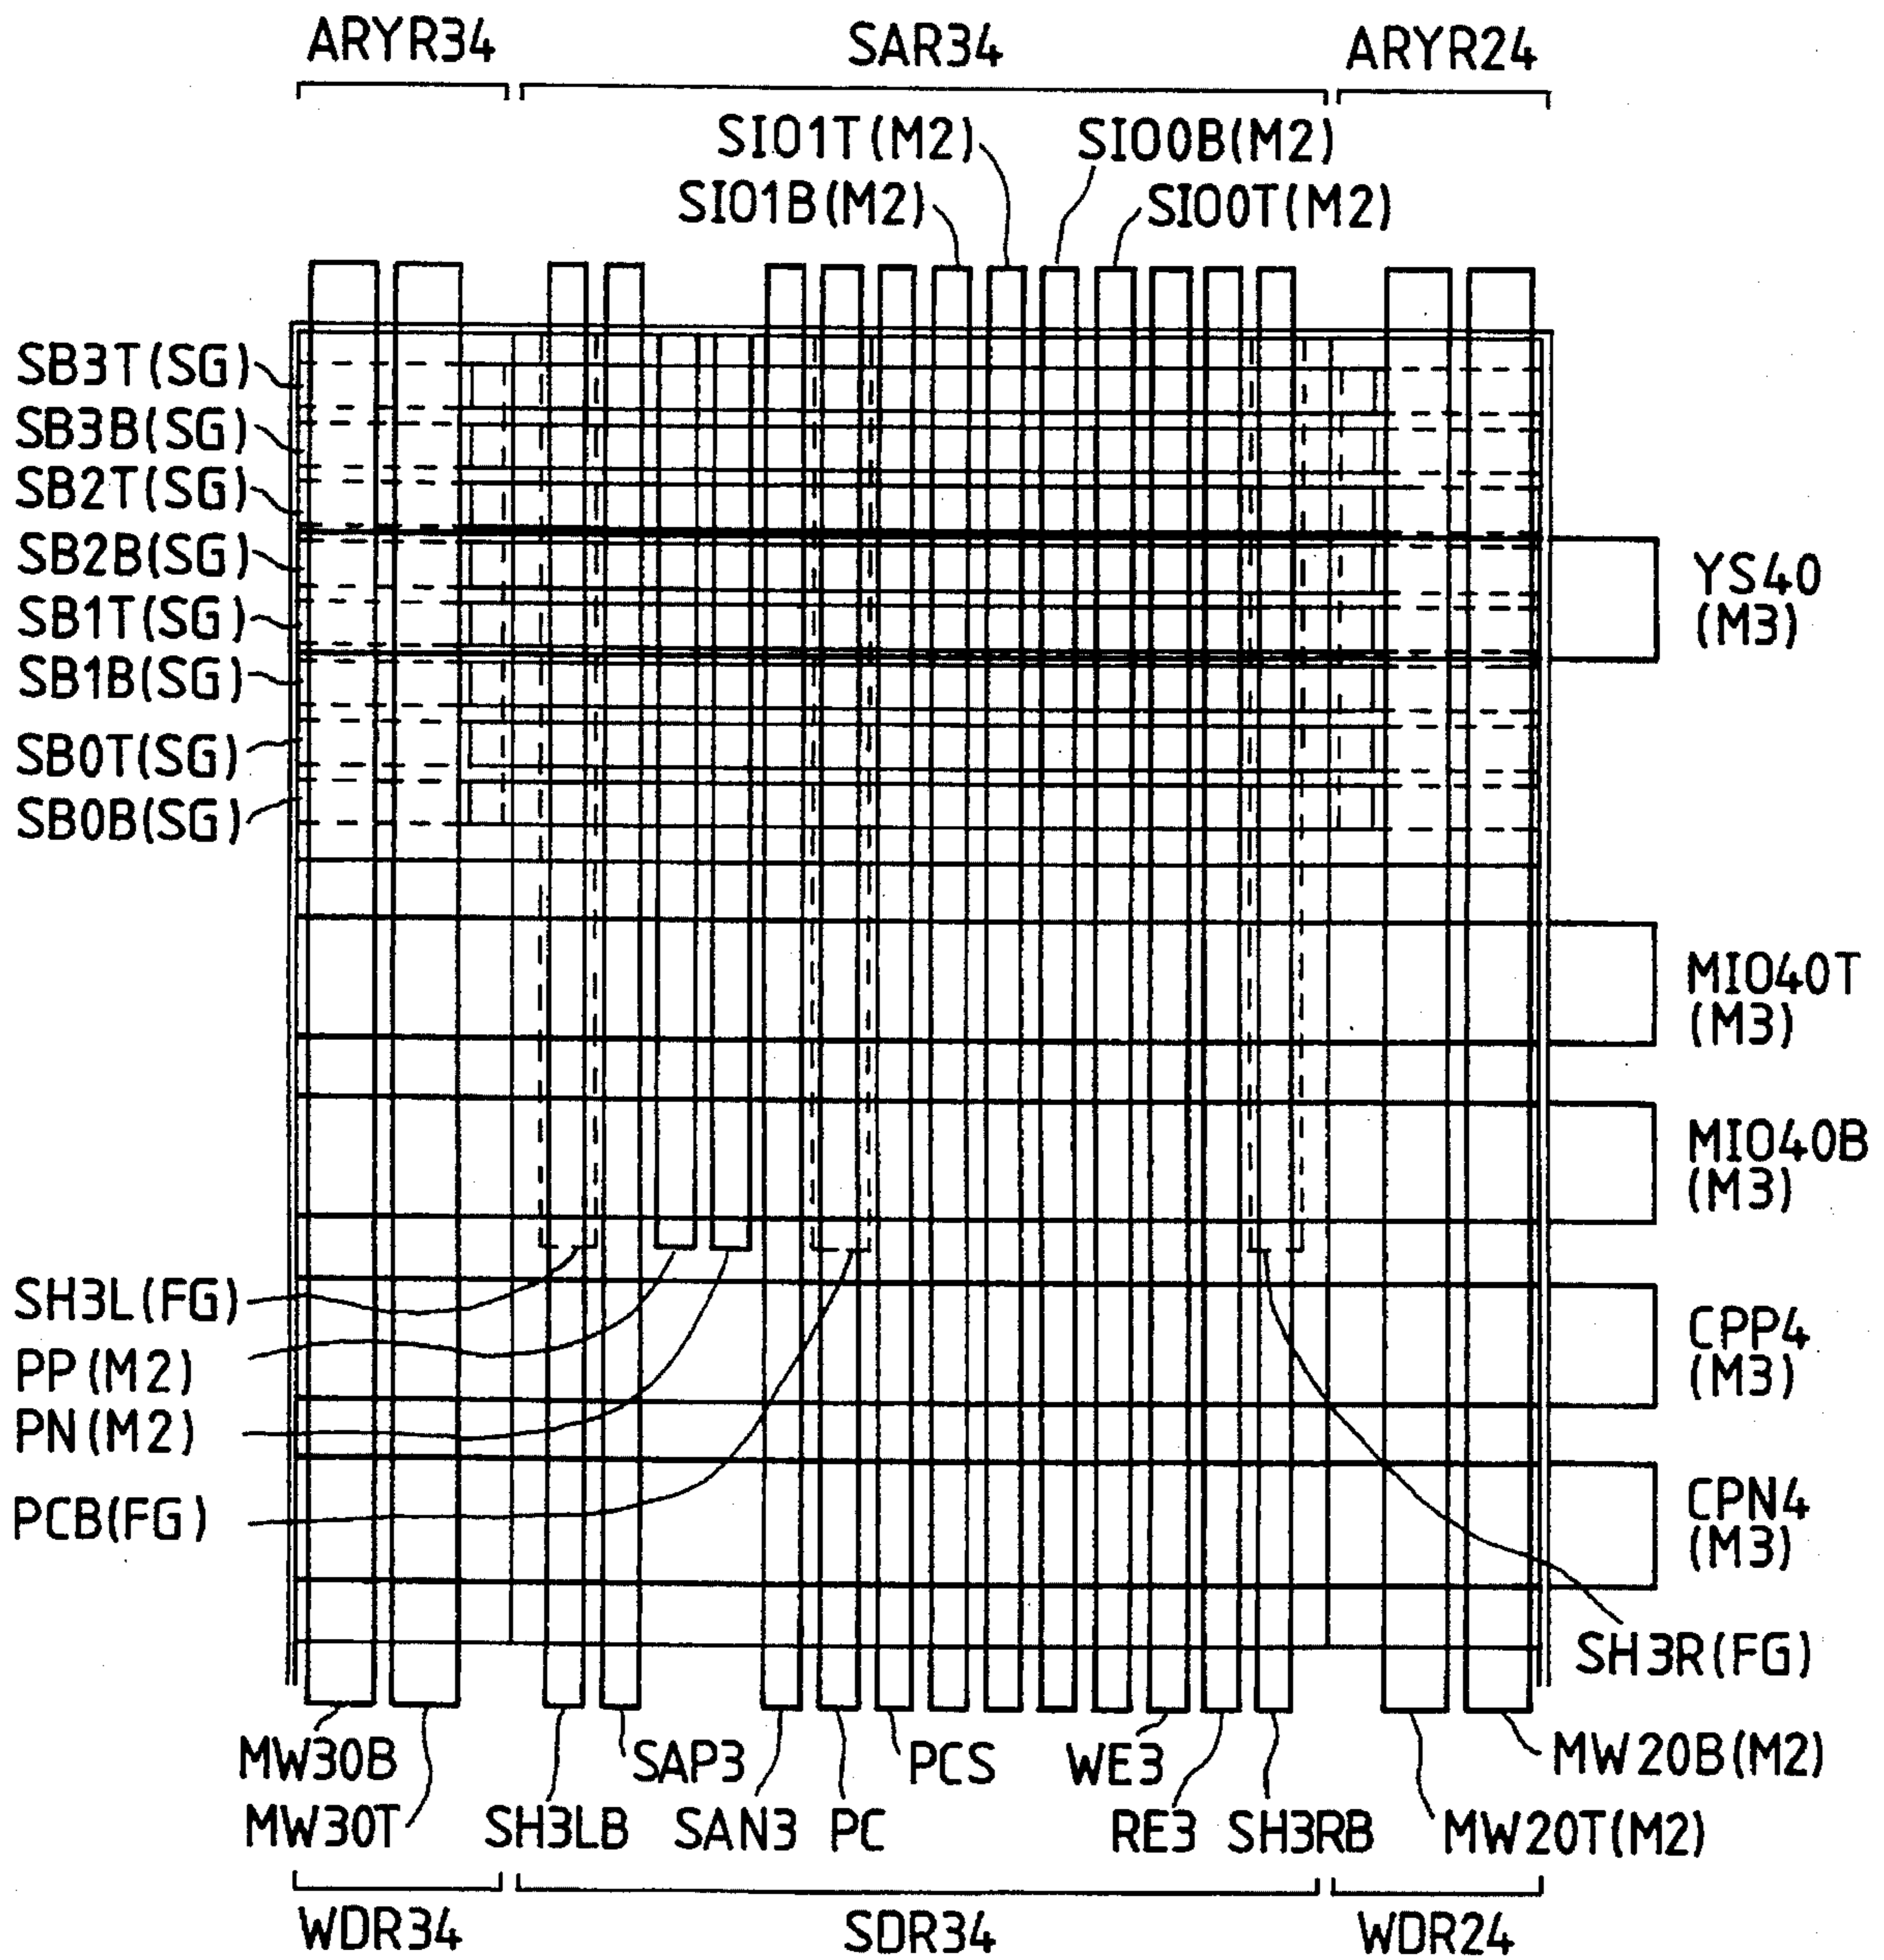 ARYR34
SAR34
ARYR24
SIO1T(M2)
SIO0B(M2)
SIO1B(M2)
SIO0T(M2)
SB3T(SG)
SB3B(SG)
SB2T(SG)
SB2B(SG)
SB1T(SG)
SB1B(SG)
SB0T(SG)
SB0B(SG)
YS40
(M3)
MIO40T
(M3)
MIO40B
(M3)
CPP4
(M3)
CPN4
(M3)
SH3L(FG)
PP(M2)
PN(M2)
PCB(FG)
SH3R(FG)
MW30B
SAP3
PCS
WE3
MW20B(M2)
MW30T
SH3LB
SAN3
PC
RE3
SH3RB
MW20T(M2)
WDR34
SDR34
WDR24